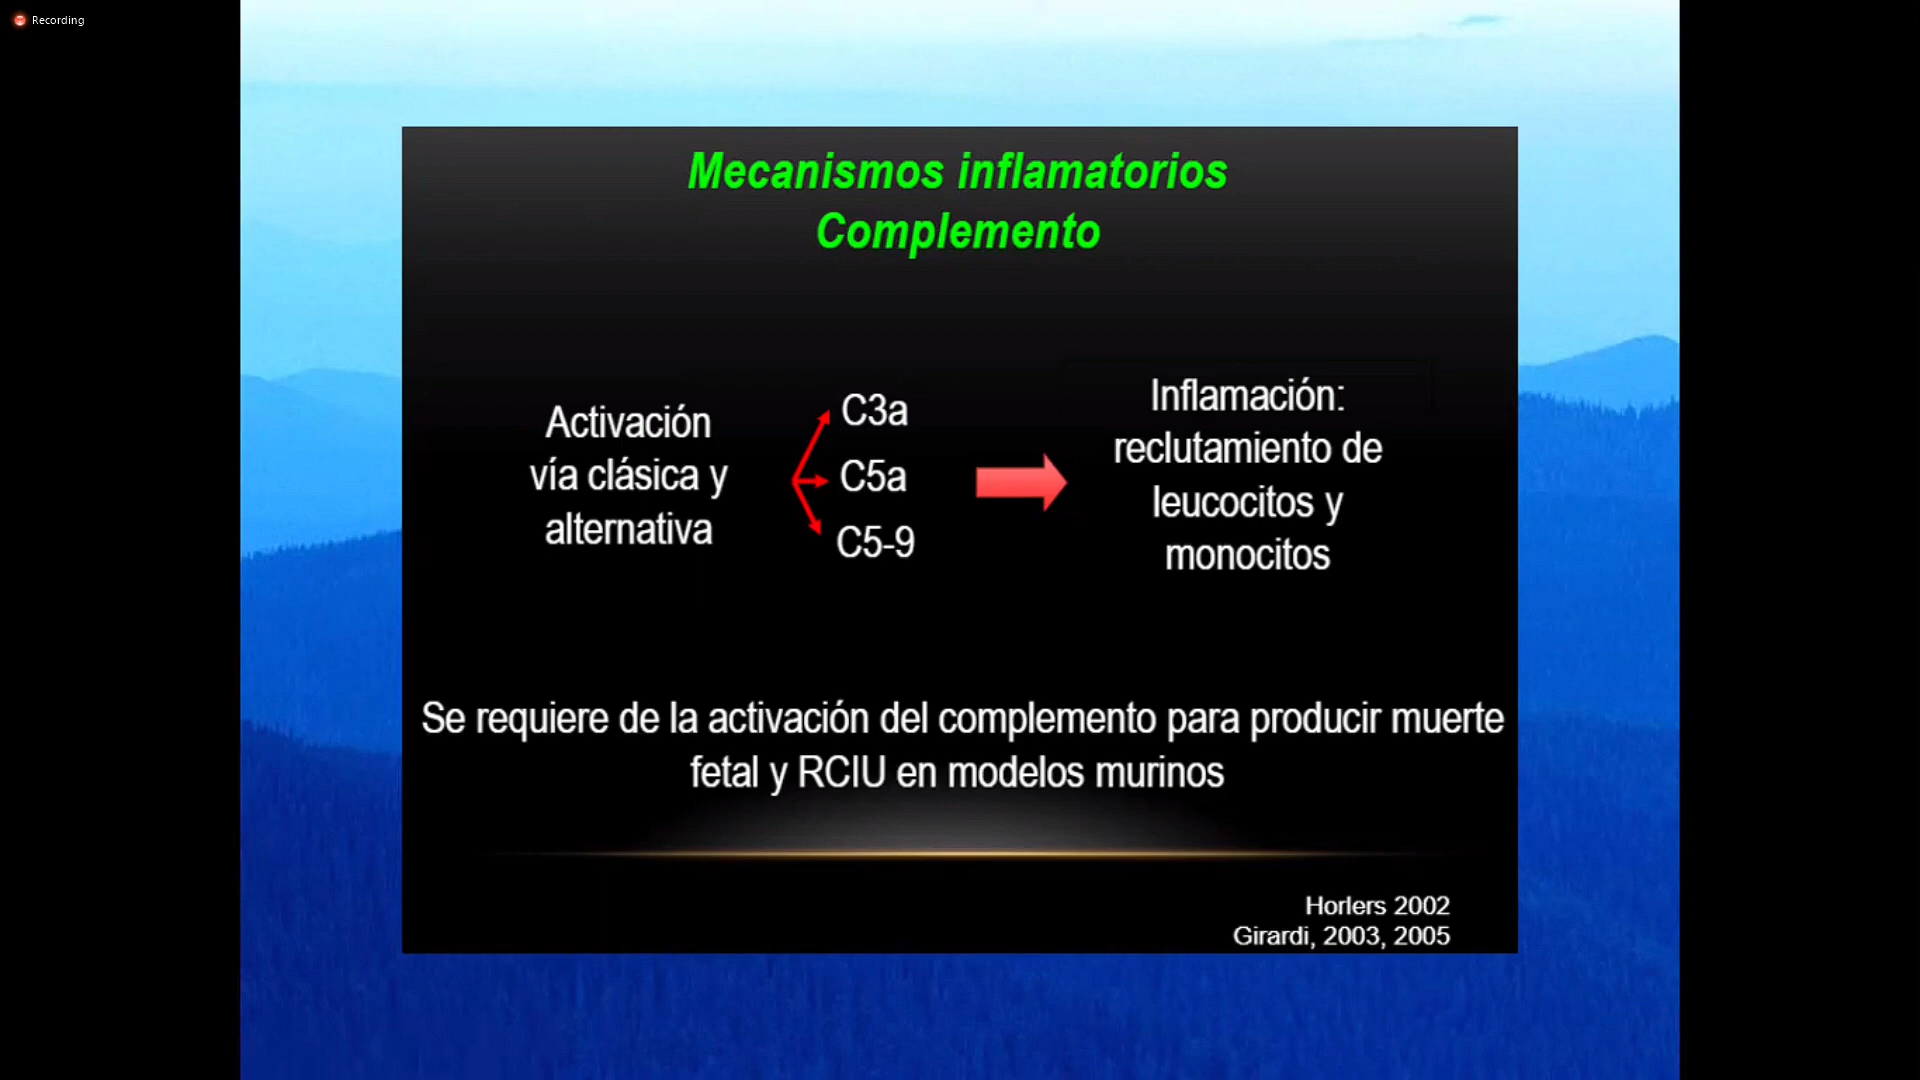 Recording
Mecanismos inflamatorios
Complemento
Activación
vía clásica y
alternativa
C3a
C5a
C5-9
Inflamación:
reclutamiento de
leucocitos y
monocitos
Se requiere de la activación del complemento para producir muerte
fetal y RCIU en modelos murinos
Horlers 2002
Girardi, 2003, 2005